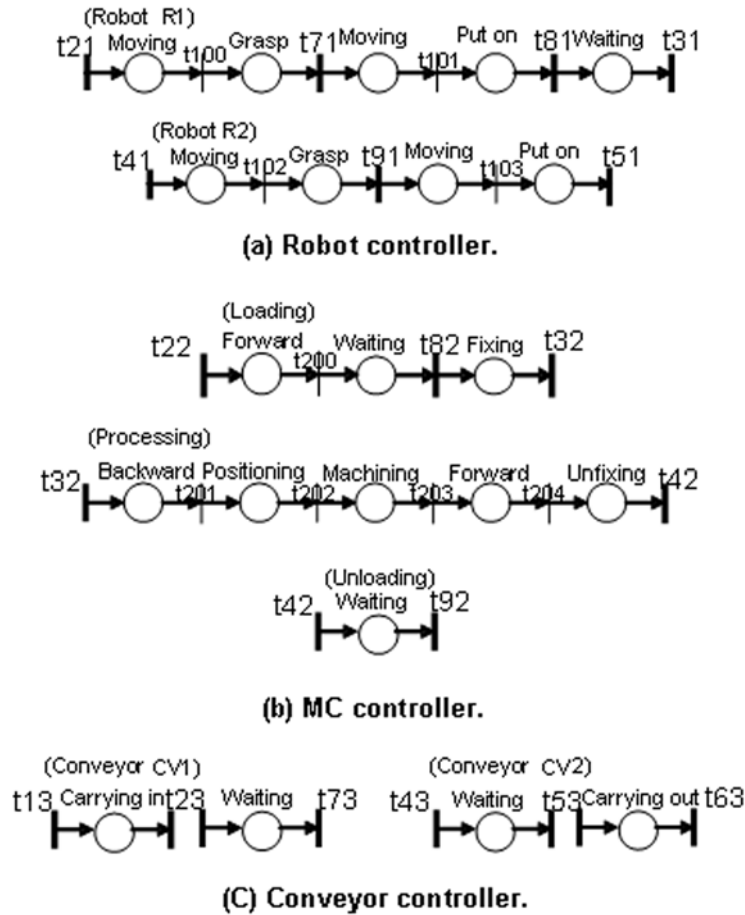 (Robot R1)
t21 Moving t100 Grasp t71 Moving t101 Put on t81 Waiting t31
(Robot R2)
t41 Moving t102 Grasp t91 Moving t103 Put on t51
(a) Robot controller.
(Loading)
t22 Forward t200 Waiting t82 Fixing t32
(Processing)
t32 Backward t201 Positioning t202 Machining t203 Forward t204 Unfixing t42
(Unloading)
t42 Waiting t92
(b) MC controller.
(Conveyor CV1) (Conveyor CV2)
t13 Carrying int t23 Waiting t73 t43 Waiting t53 Carrying out t63
(C) Conveyor controller.